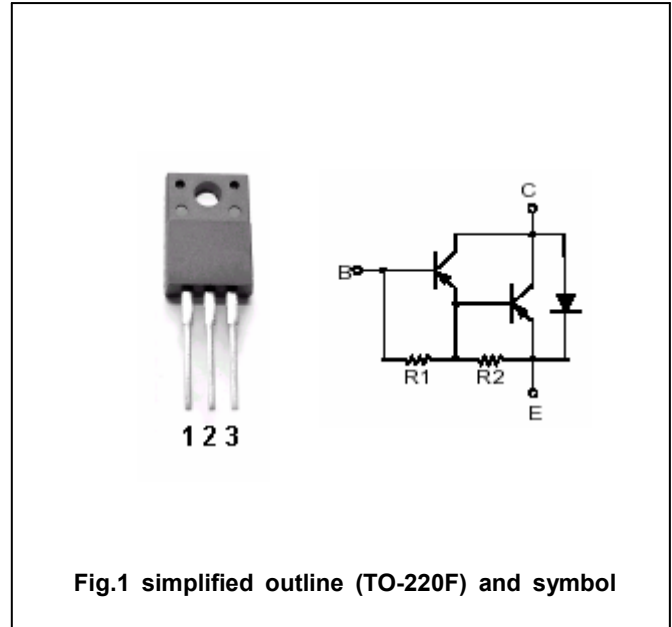 C
B
R1
R2
E
1 2 3
Fig.1 simplified outline (TO-220F) and symbol